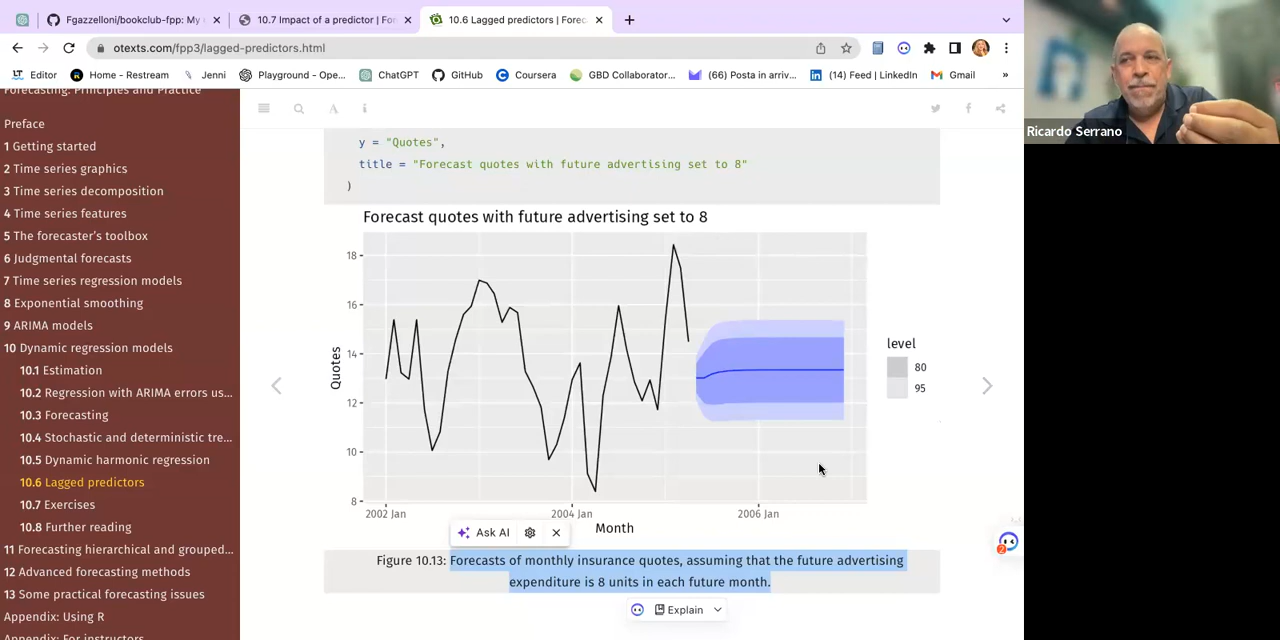 Fgazzelloni/bookclub-fpp: My
10.7 Impact of a predictor | For
10.6 Lagged predictors | Forec
otexts.com/fpp3/lagged-predictors.html
Editor
Home - Restream
Jenni
Playground - Ope...
ChatGPT
GitHub
Coursera
GBD Collaborator...
(66) Posta in arriv...
(14) Feed | LinkedIn
Gmail
»
Forecasting: Principles and Practice
Preface
1 Getting started
2 Time series graphics
3 Time series decomposition
4 Time series features
5 The forecaster's toolbox
6 Judgmental forecasts
7 Time series regression models
8 Exponential smoothing
9 ARIMA models
10 Dynamic regression models
10.1 Estimation
10.2 Regression with ARIMA errors us...
10.3 Forecasting
10.4 Stochastic and deterministic tre...
10.5 Dynamic harmonic regression
10.6 Lagged predictors
10.7 Exercises
10.8 Further reading
11 Forecasting hierarchical and grouped...
12 Advanced forecasting methods
13 Some practical forecasting issues
Appendix: Using R
Appendix: For instructors
y = "Quotes",
title = "Forecast quotes with future advertising set to 8"
)
Forecast quotes with future advertising set to 8
18
16
14
12
10
8
Quotes
2002 Jan
2004 Jan
2006 Jan
Month
level
80
95
Ask AI
Figure 10.13: Forecasts of monthly insurance quotes, assuming that the future advertising
expenditure is 8 units in each future month.
Explain
2
Ricardo Serrano